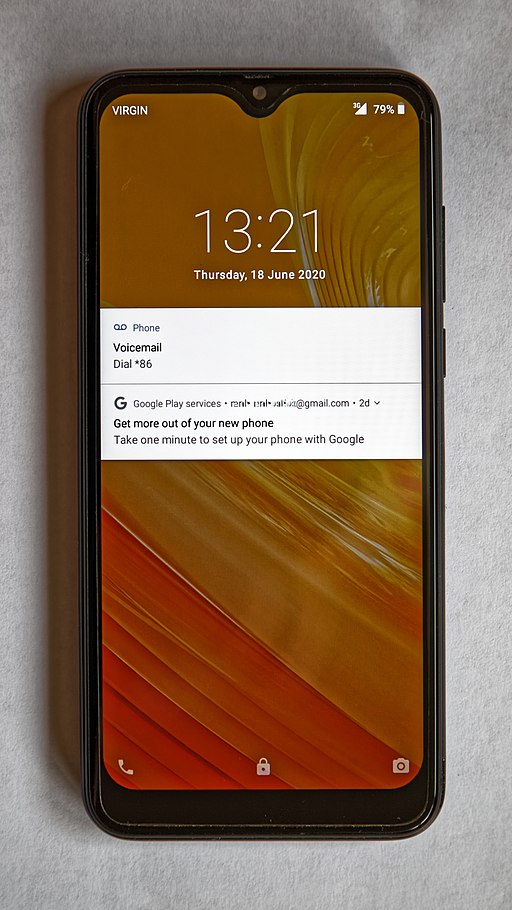 VIRGIN
3G
79%
13:21
Thursday, 18 June 2020
Phone
Voicemail
Dial *86
G Google Play services • @gmail.com • 2d
Get more out of your new phone
Take one minute to set up your phone with Google